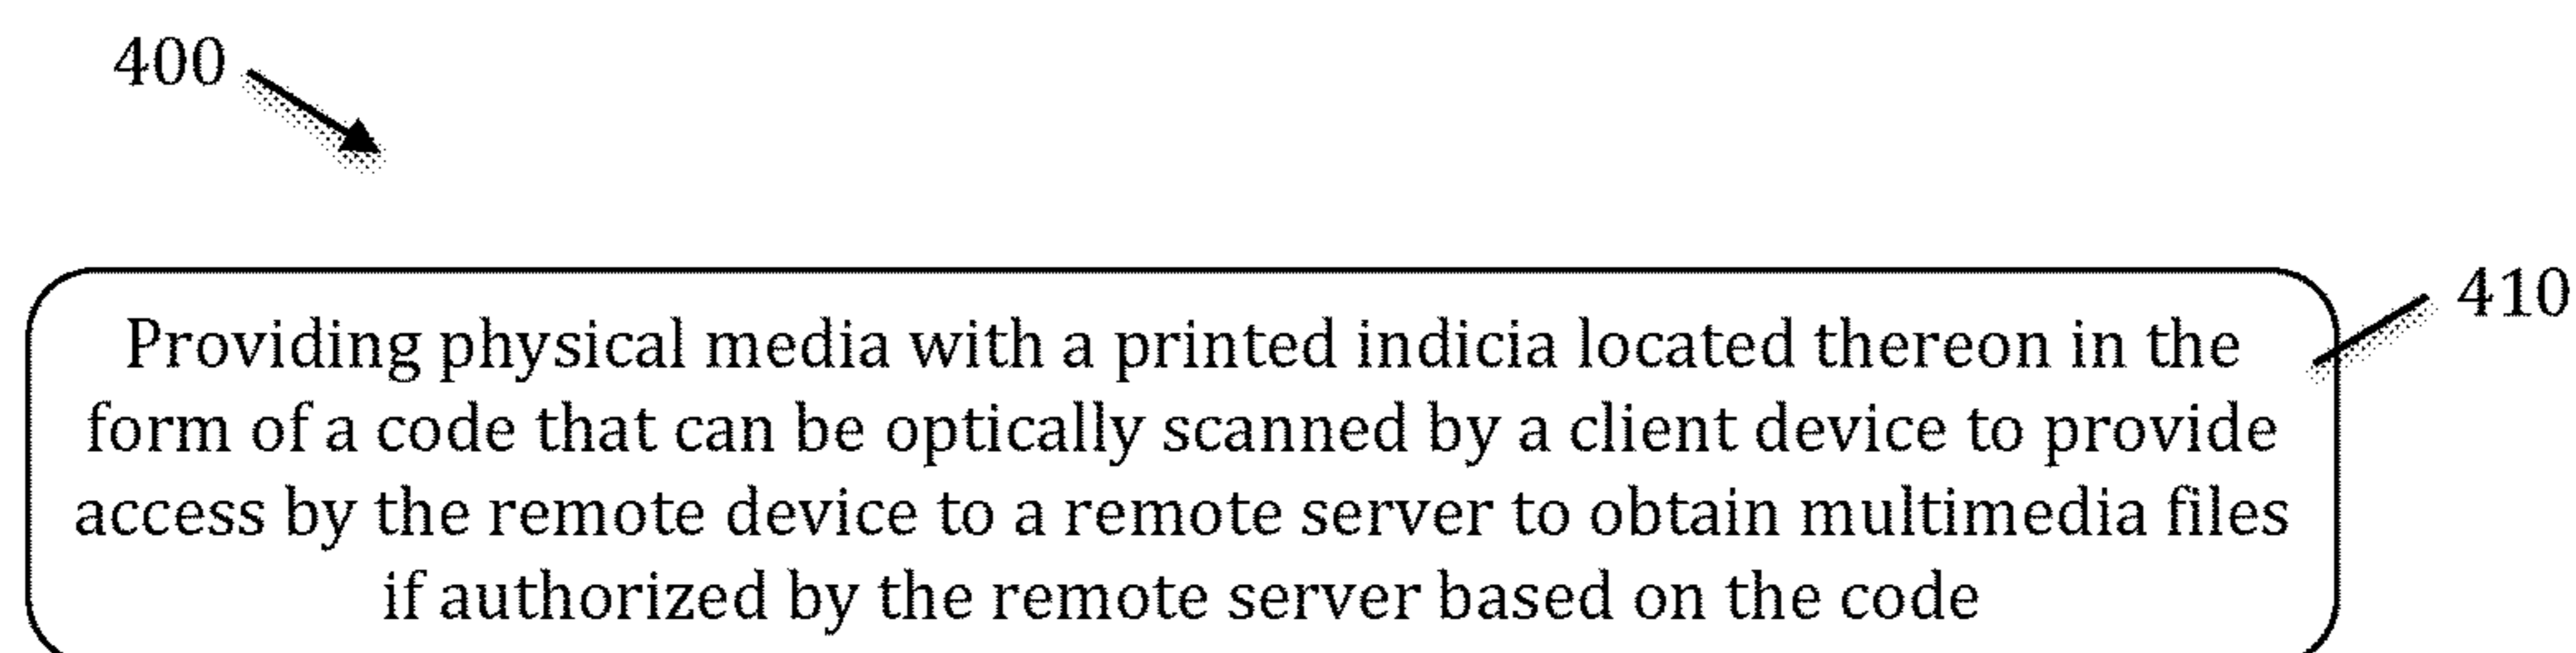 400
410
Providing physical media with a printed indicia located thereon in the
form of a code that can be optically scanned by a client device to provide
access by the remote device to a remote server to obtain multimedia files
if authorized by the remote server based on the code